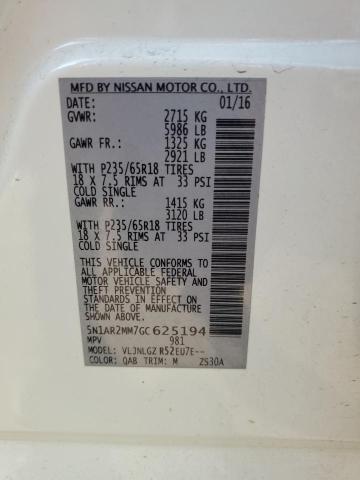 MFD BY NISSAN MOTOR CO., LTD.
DATE: 01/16
GVWR: 2715 KG
5986 LB
GAWR FR: 1325 KG
2921 LB
WITH P235/65R18 TIRES
18 X 7.5 RIMS AT 33 PSI
COLD SINGLE
GAWR RR: 1415 KG
3120 LB
WITH P235/65R18 TIRES
18 X 7.5 RIMS AT 33 PSI
COLD SINGLE
THIS VEHICLE CONFORMS TO
ALL APPLICABLE FEDERAL
MOTOR VEHICLE SAFETY
STANDARDS IN EFFECT ON
THE DATE OF MANUFACTURE
SHOWN ABOVE.
5N1AR2MM7GC625194
MPV 981
MODEL: VLJNLGZ R52EU7E--
COLOR: QAB TRIM: M ZS30A